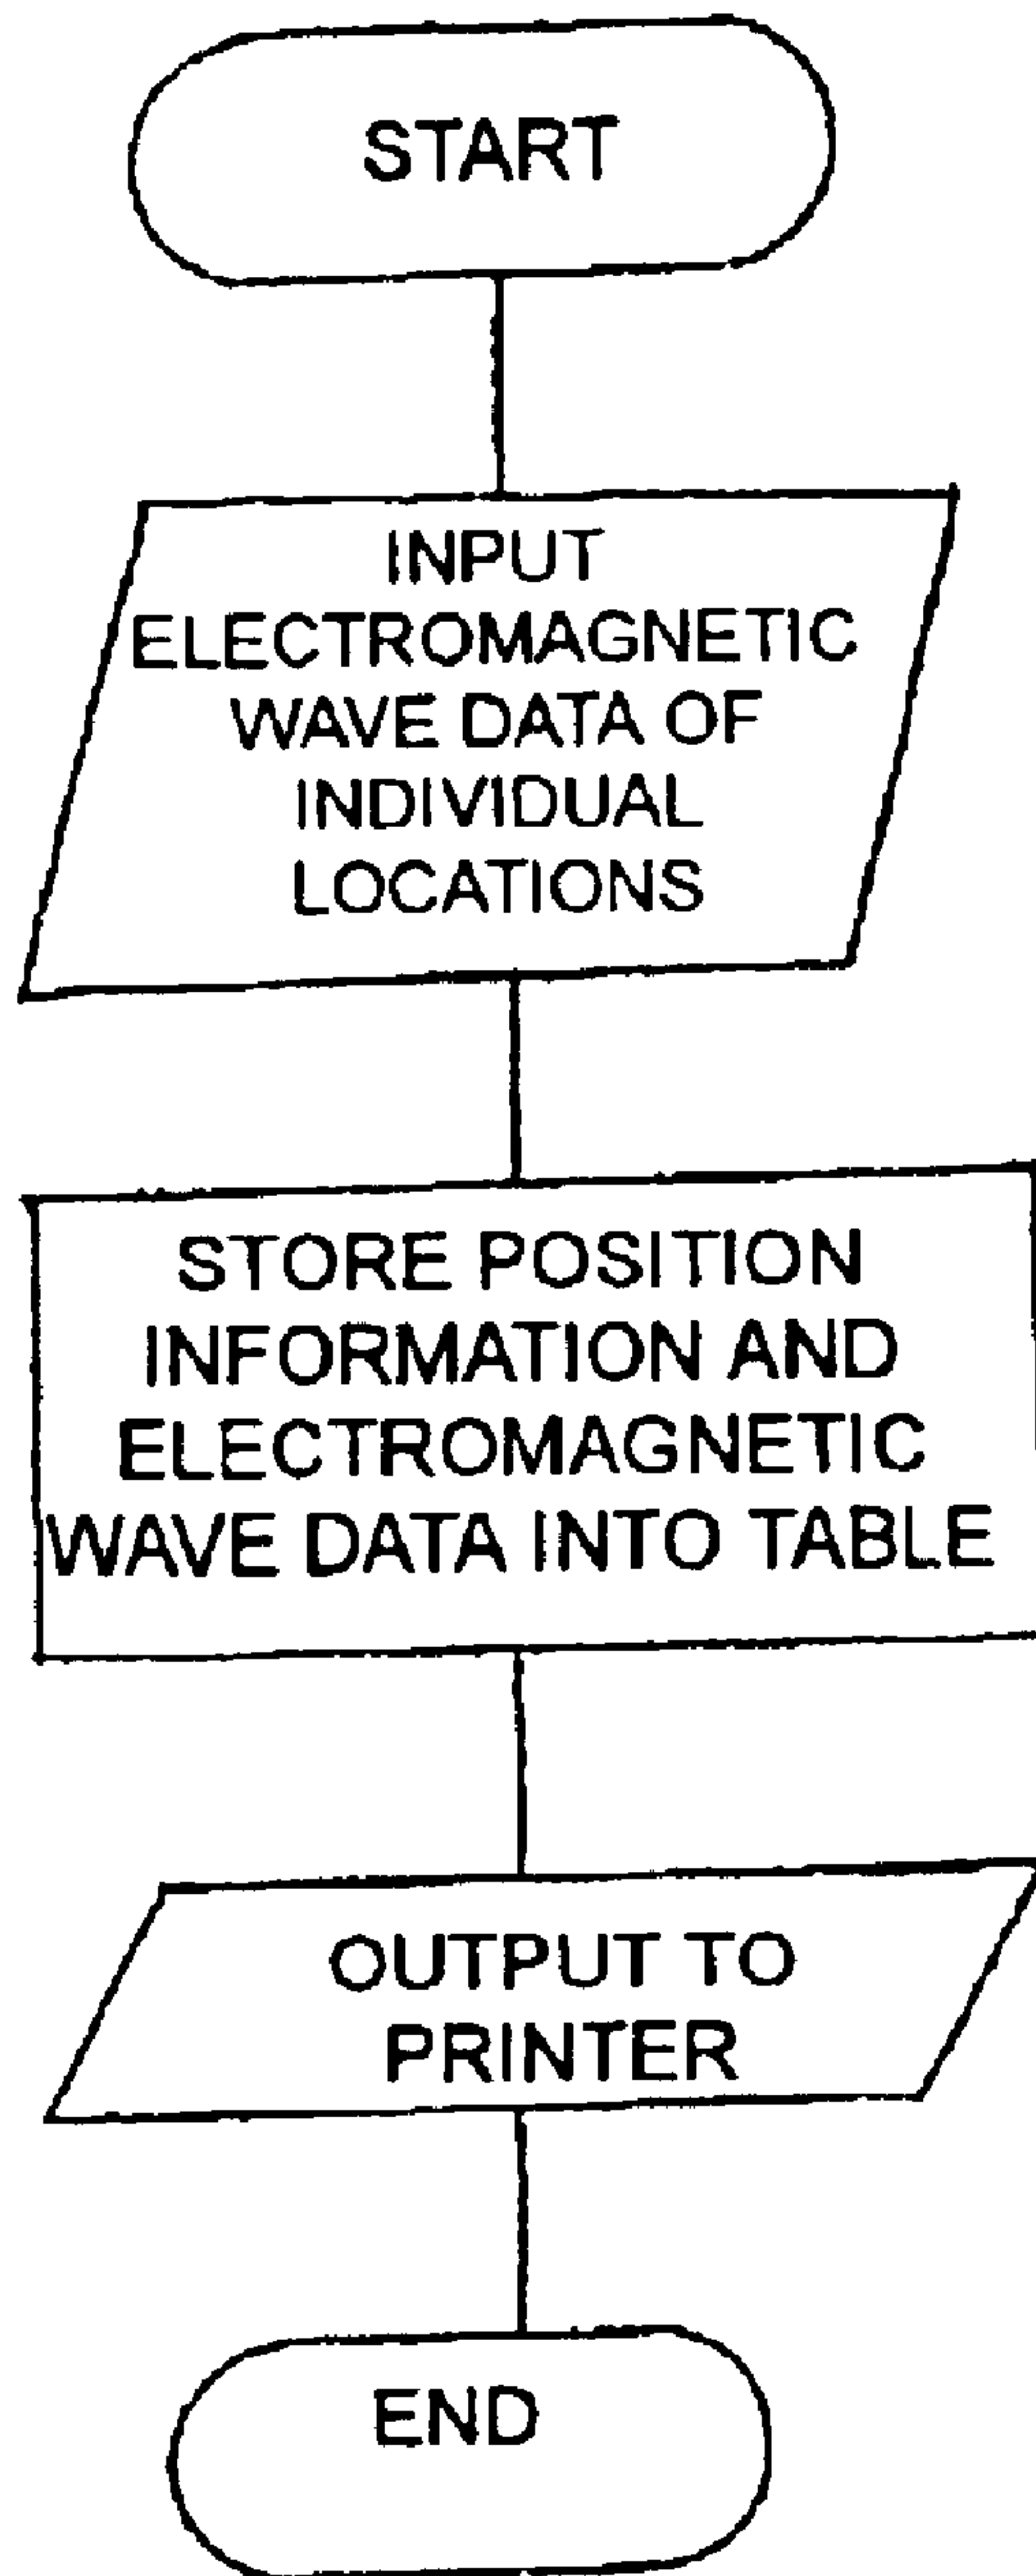 START
INPUT
ELECTROMAGNETIC
WAVE DATA OF
INDIVIDUAL
LOCATIONS
STORE POSITION
INFORMATION AND
ELECTROMAGNETIC
WAVE DATA INTO TABLE
OUTPUT TO
PRINTER
END